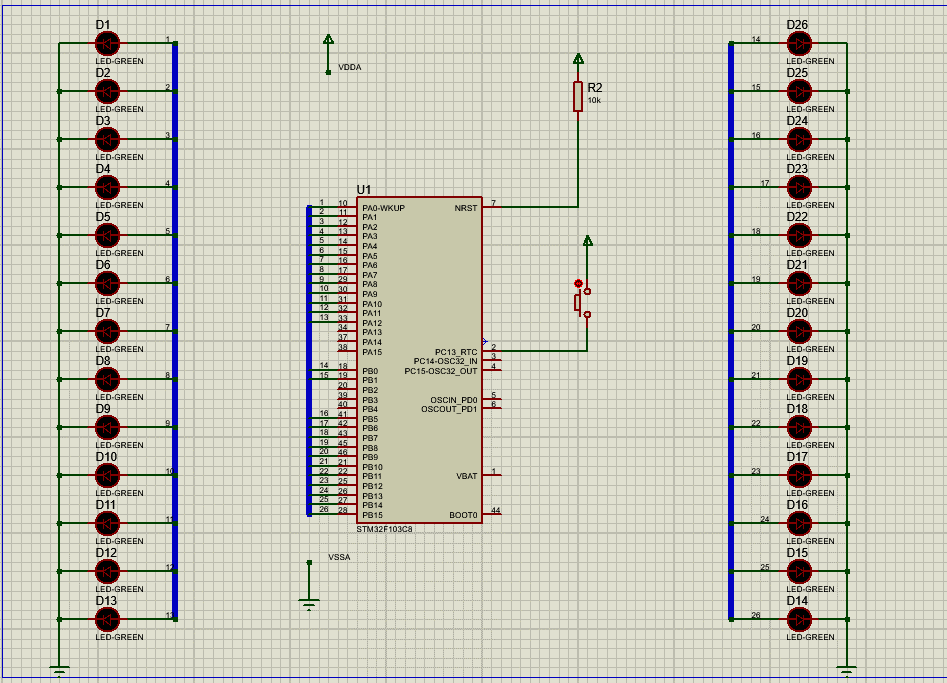 D1
1
LED-GREEN
D2
2
LED-GREEN
D3
3
LED-GREEN
D4
4
LED-GREEN
D5
5
LED-GREEN
D6
6
LED-GREEN
D7
7
LED-GREEN
D8
8
LED-GREEN
D9
9
LED-GREEN
D10
10
LED-GREEN
D11
11
LED-GREEN
D12
12
LED-GREEN
D13
13
LED-GREEN
VDDA
R2
10k
U1
1 10 PA0-WKUP NRST 7
2 11 PA1
3 12 PA2
4 13 PA3
5 14 PA4
6 15 PA5
7 16 PA6
8 17 PA7
9 29 PA8
10 30 PA9
11 31 PA10
12 32 PA11
13 33 PA12
34 PA13
37 PA14
38 PA15 PC13_RTC 2
PC14-OSC32_IN 3
14 18 PB0 PC15-OSC32_OUT 4
15 19 PB1
20 PB2
39 PB3 OSCIN_PD0 5
40 PB4 OSCOUT_PD1 6
16 41 PB5
17 42 PB6
18 43 PB7
19 45 PB8
20 46 PB9
21 21 PB10
22 22 PB11 VBAT 1
23 25 PB12
24 26 PB13
25 27 PB14
26 28 PB15 BOOT0 44
STM32F103C8
VSSA
D26
14
LED-GREEN
D25
15
LED-GREEN
D24
16
LED-GREEN
D23
17
LED-GREEN
D22
18
LED-GREEN
D21
19
LED-GREEN
D20
20
LED-GREEN
D19
21
LED-GREEN
D18
22
LED-GREEN
D17
23
LED-GREEN
D16
24
LED-GREEN
D15
25
LED-GREEN
D14
26
LED-GREEN